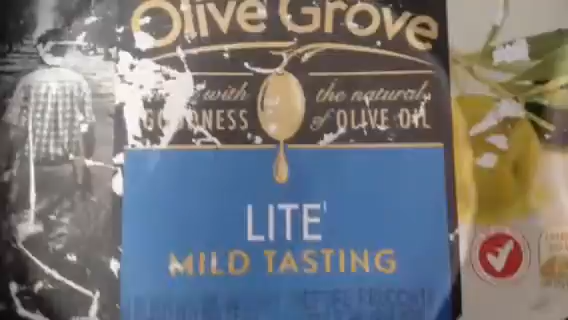 Olive Grove
with the natural
GOODNESS of OLIVE OIL
LITE'
MILD TASTING